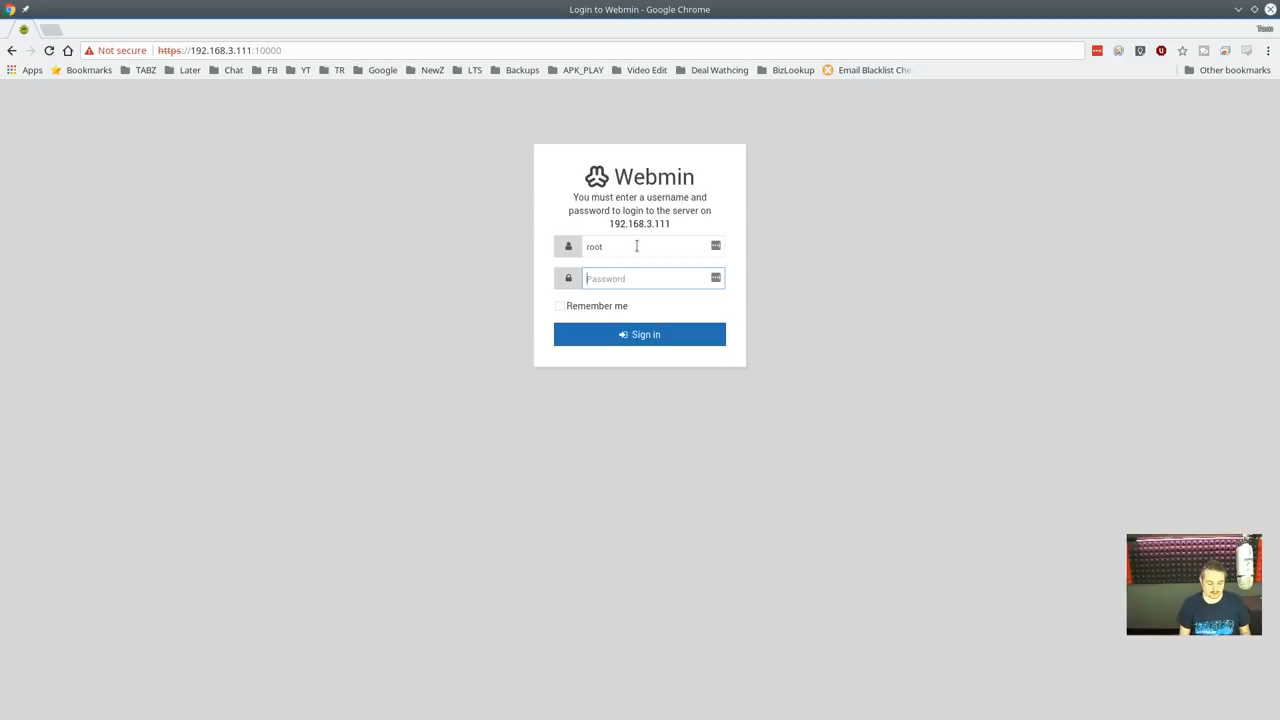 Login to Webmin - Google Chrome
Tom
Not secure https://192.168.3.111:10000
Apps Bookmarks TABZ Later Chat FB YT TR Google NewZ LTS Backups APK_PLAY Video Edit Deal Wathcing BizLookup Email Blacklist Che Other bookmarks
Webmin
You must enter a username and
password to login to the server on
192.168.3.111
root
Password
Remember me
Sign in